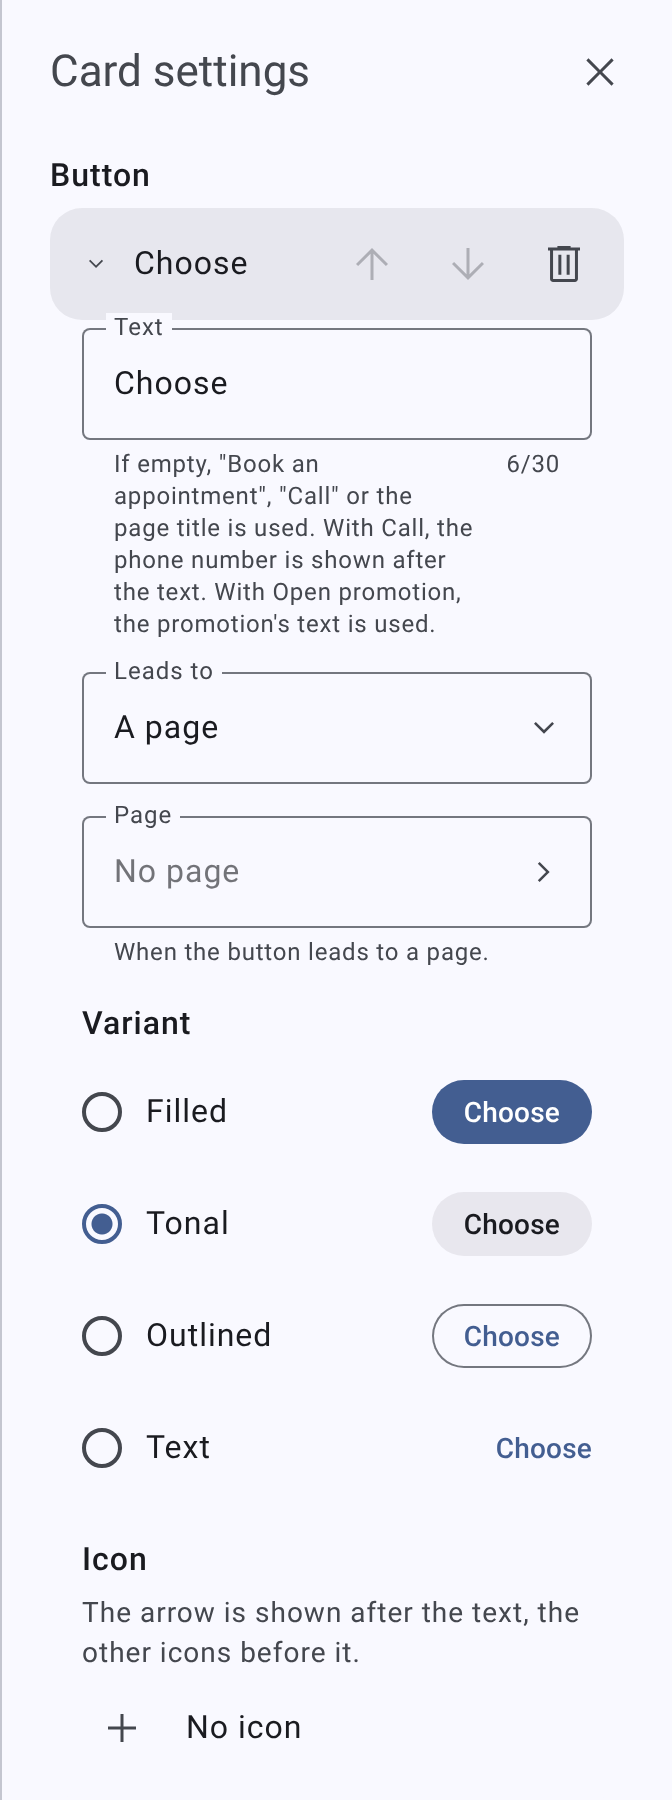 Card settings
Button
Choose
Text
Choose
If empty, "Book an
appointment", "Call" or the
page title is used. With Call, the
phone number is shown after
the text. With Open promotion,
the promotion's text is used.
6/30
Leads to
A page
Page
No page
When the button leads to a page.
Variant
Filled
Choose
Tonal
Choose
Outlined
Choose
Text
Choose
Icon
The arrow is shown after the text, the
other icons before it.
No icon